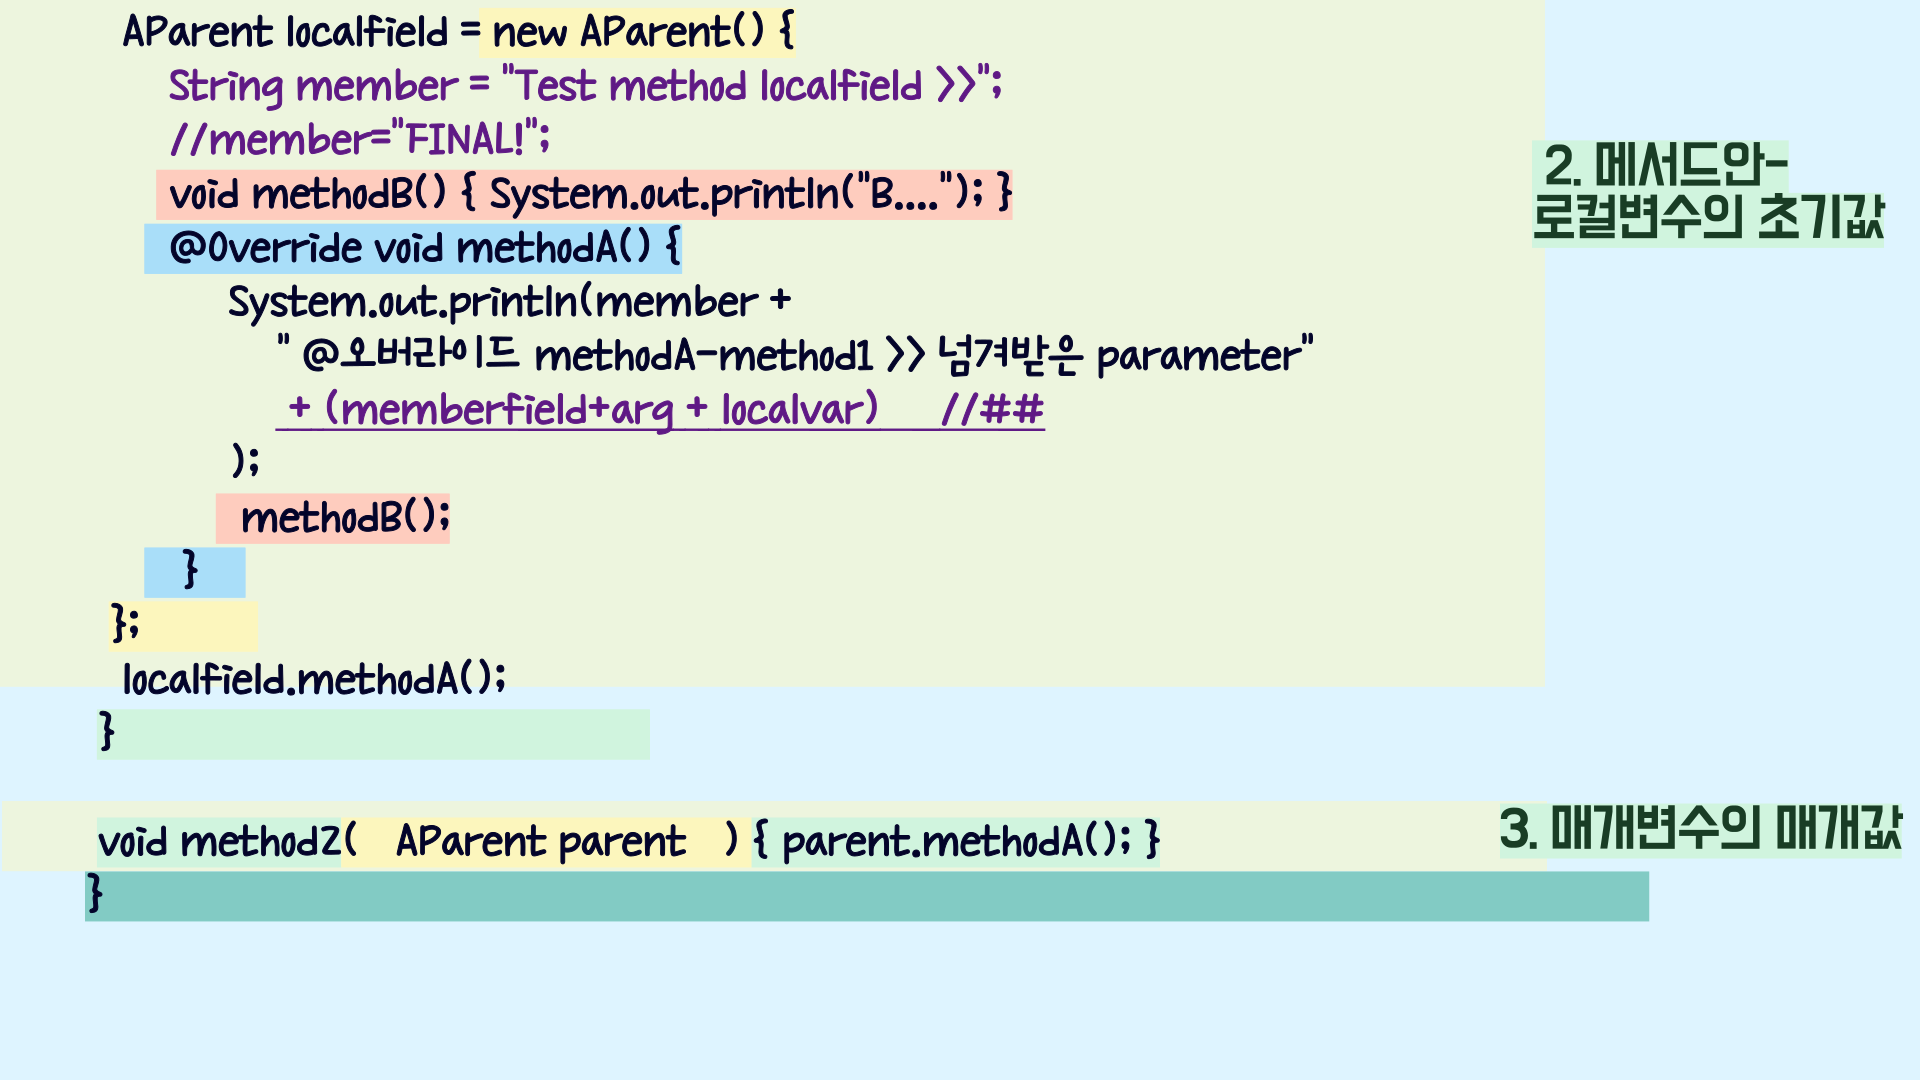 AParent localfield = new AParent() {
String member = "Test method localfield >>";
//member="FINAL!";
void methodB() { System.out.println("B...."); }
@Override void methodA() {
System.out.println(member +
" @오버라이드 methodA-method1 >> 넘겨받은 parameter"
+ (memberfield+arg + localvar) //##
);
methodB();
}
};
localfield.methodA();
}
2. 메서드안-
로컬변수의 초기값
void method2( AParent parent ) { parent.methodA(); }
}
3. 매개변수의 매개값